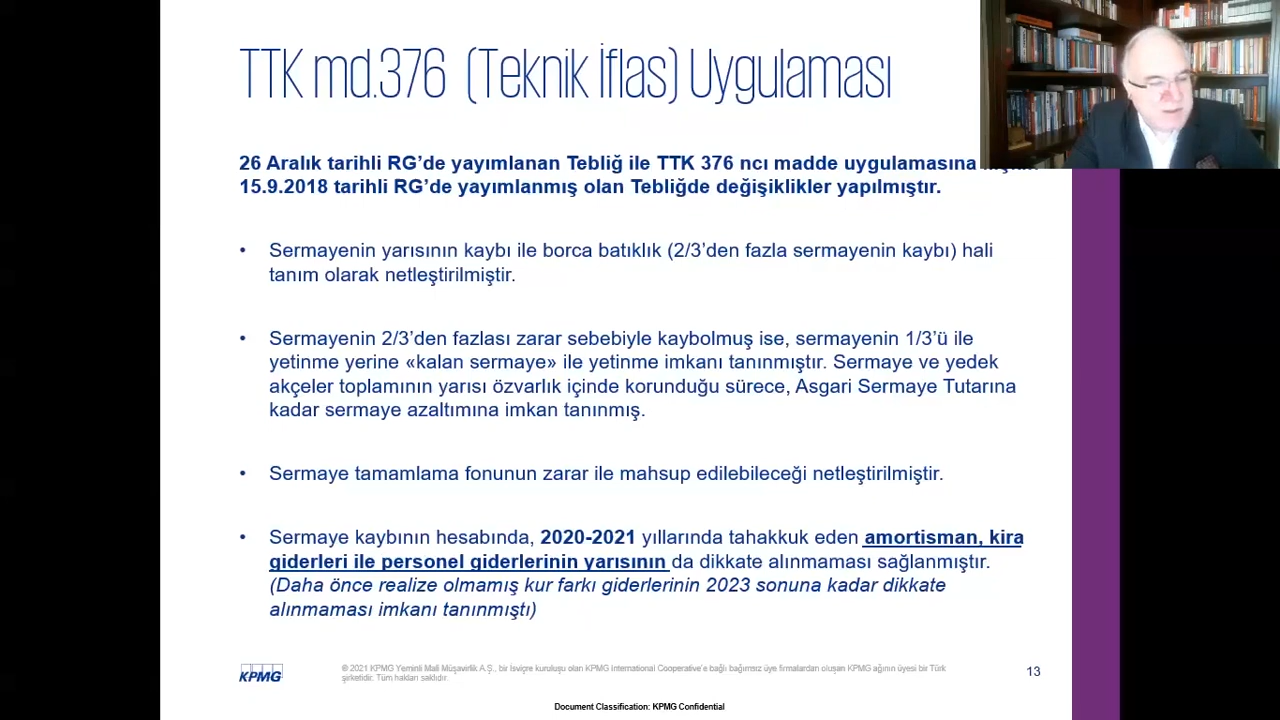 TTK md.376 (Teknik İflas) Uygulaması
26 Aralık tarihli RG’de yayımlanan Tebliğ ile TTK 376 ncı madde uygulamasına
15.9.2018 tarihli RG’de yayımlanmış olan Tebliğde değişiklikler yapılmıştır.
• Sermayenin yarısının kaybı ile borca batıklık (2/3’den fazla sermayenin kaybı) hali
tanım olarak netleştirilmiştir.
• Sermayenin 2/3’den fazlası zarar sebebiyle kaybolmuş ise, sermayenin 1/3’ü ile
yetinme yerine «kalan sermaye» ile yetinme imkanı tanınmıştır. Sermaye ve yedek
akçeler toplamının yarısı özvarlık içinde korunduğu sürece, Asgari Sermaye Tutarına
kadar sermaye azaltımına imkan tanınmış.
• Sermaye tamamlama fonunun zarar ile mahsup edilebileceği netleştirilmiştir.
• Sermaye kaybının hesabında, 2020-2021 yıllarında tahakkuk eden amortisman, kira
giderleri ile personel giderlerinin yarısının da dikkate alınmaması sağlanmıştır.
(Daha önce realize olmamış kur farkı giderlerinin 2023 sonuna kadar dikkate
alınmaması imkanı tanınmıştı)
KPMG
© 2021 KPMG Yeminli Mali Müşavirlik A.Ş., bir İsviçre kuruluşu olan KPMG International Cooperative’e bağlı bağımsız üye firmalardan oluşan KPMG ağının üyesi bir Türk
şirketidir. Tüm hakları saklıdır.
13
Document Classification: KPMG Confidential